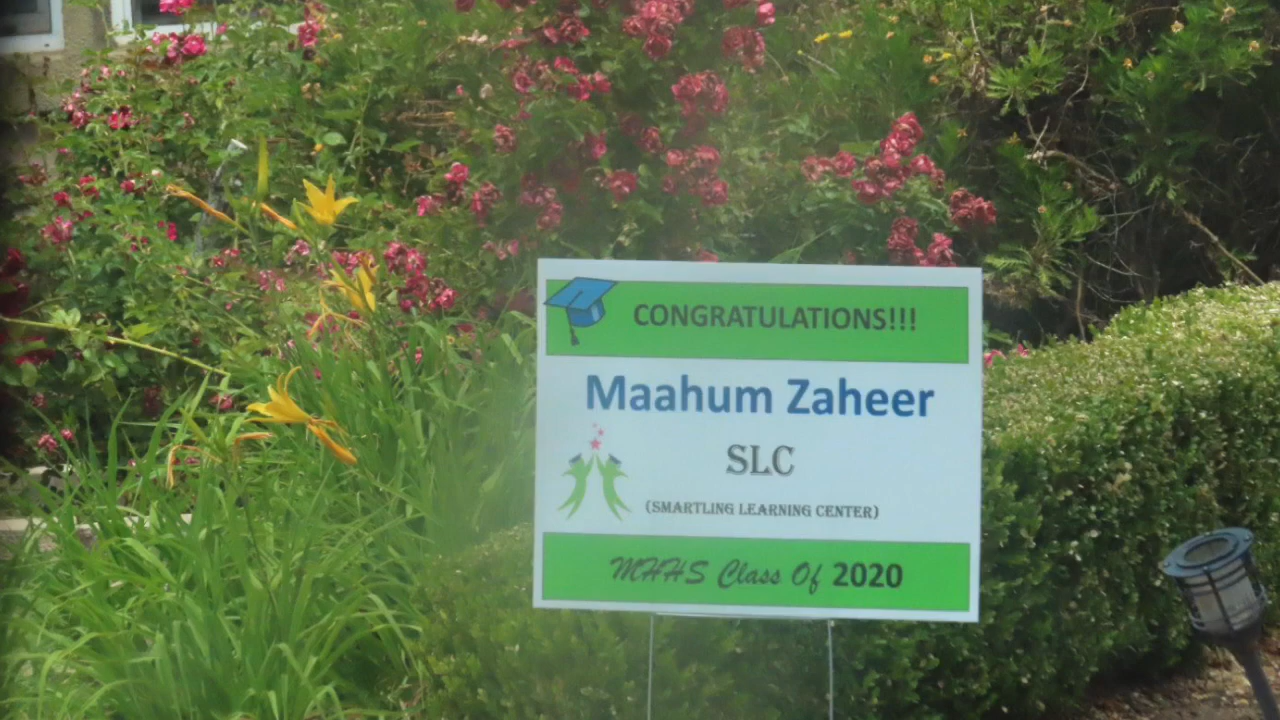 CONGRATULATIONS!!!
Maahum Zaheer
SLC
(SMARTLING LEARNING CENTER)
MHHS Class Of 2020